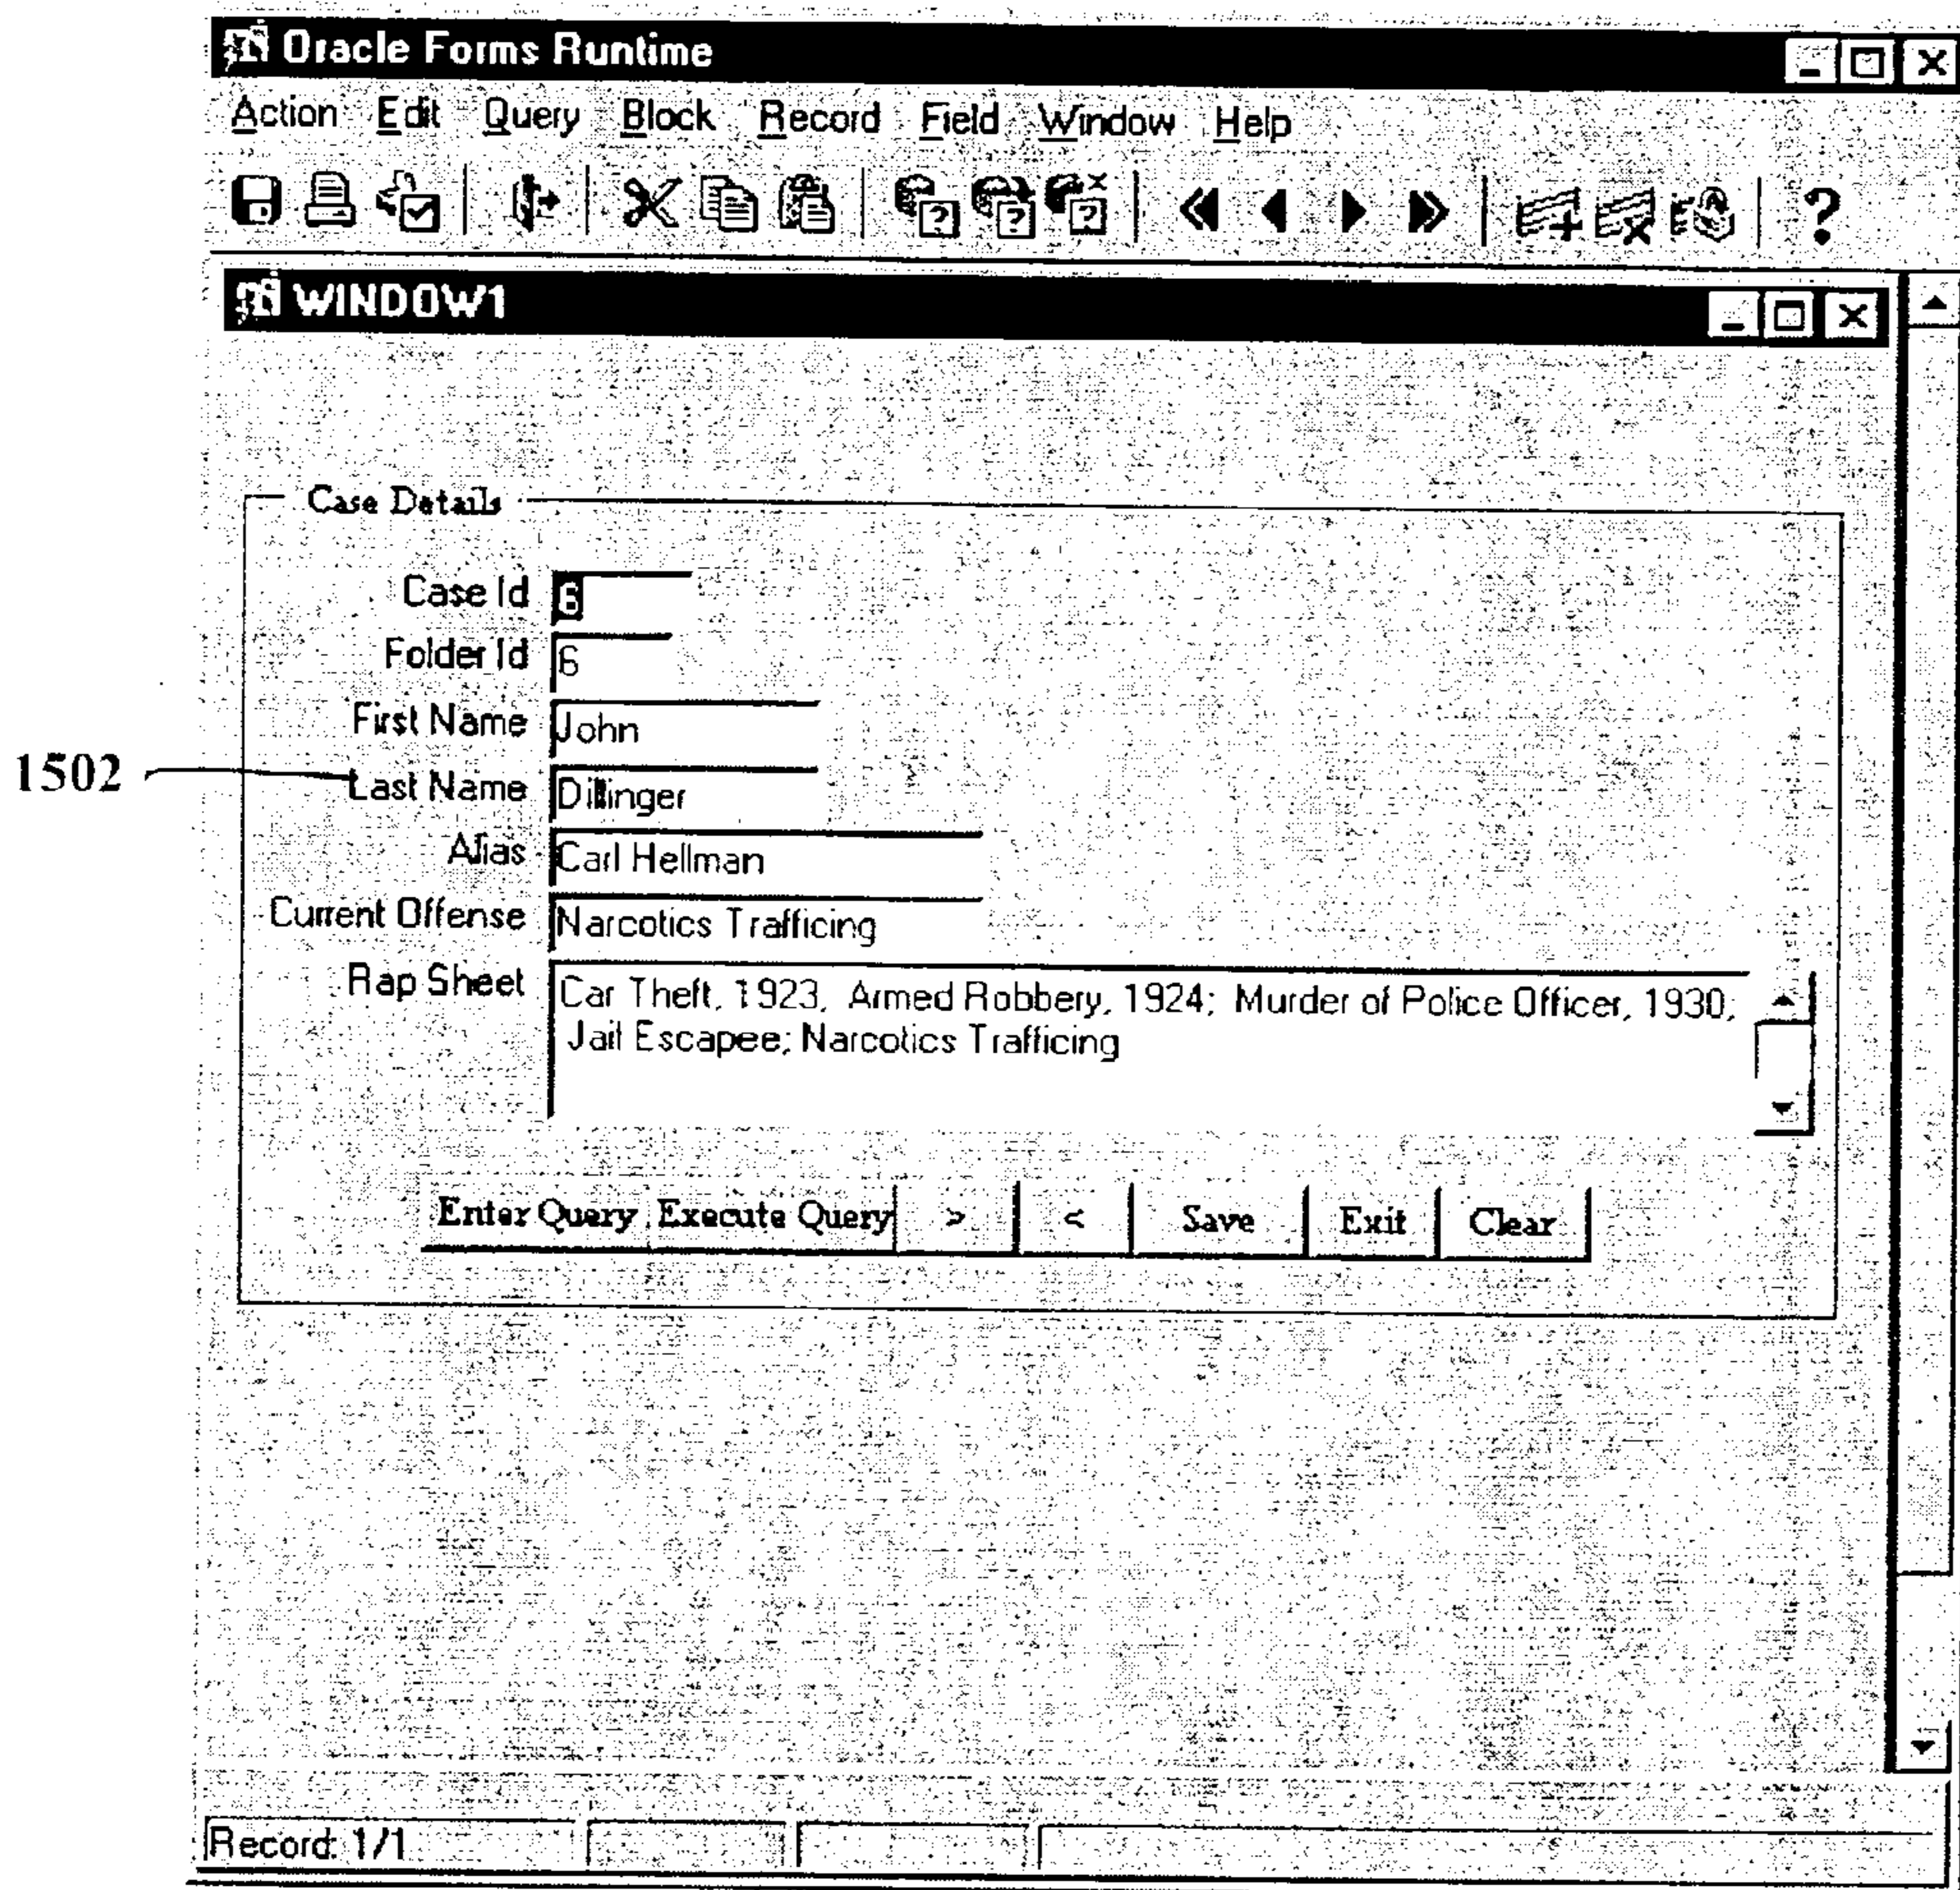 Oracle Forms Runtime
Action Edit Query Block Record Field Window Help
WINDOW1
Case Details
Case Id 6
Folder Id 6
First Name John
1502 Last Name Dillinger
Alias Carl Hellman
Current Offense Narcotics Trafficing
Rap Sheet Car Theft, 1923, Armed Robbery, 1924; Murder of Police Officer, 1930;
Jail Escapee; Narcotics Trafficing
Enter Query Execute Query > < Save Exit Clear
Record: 1/1